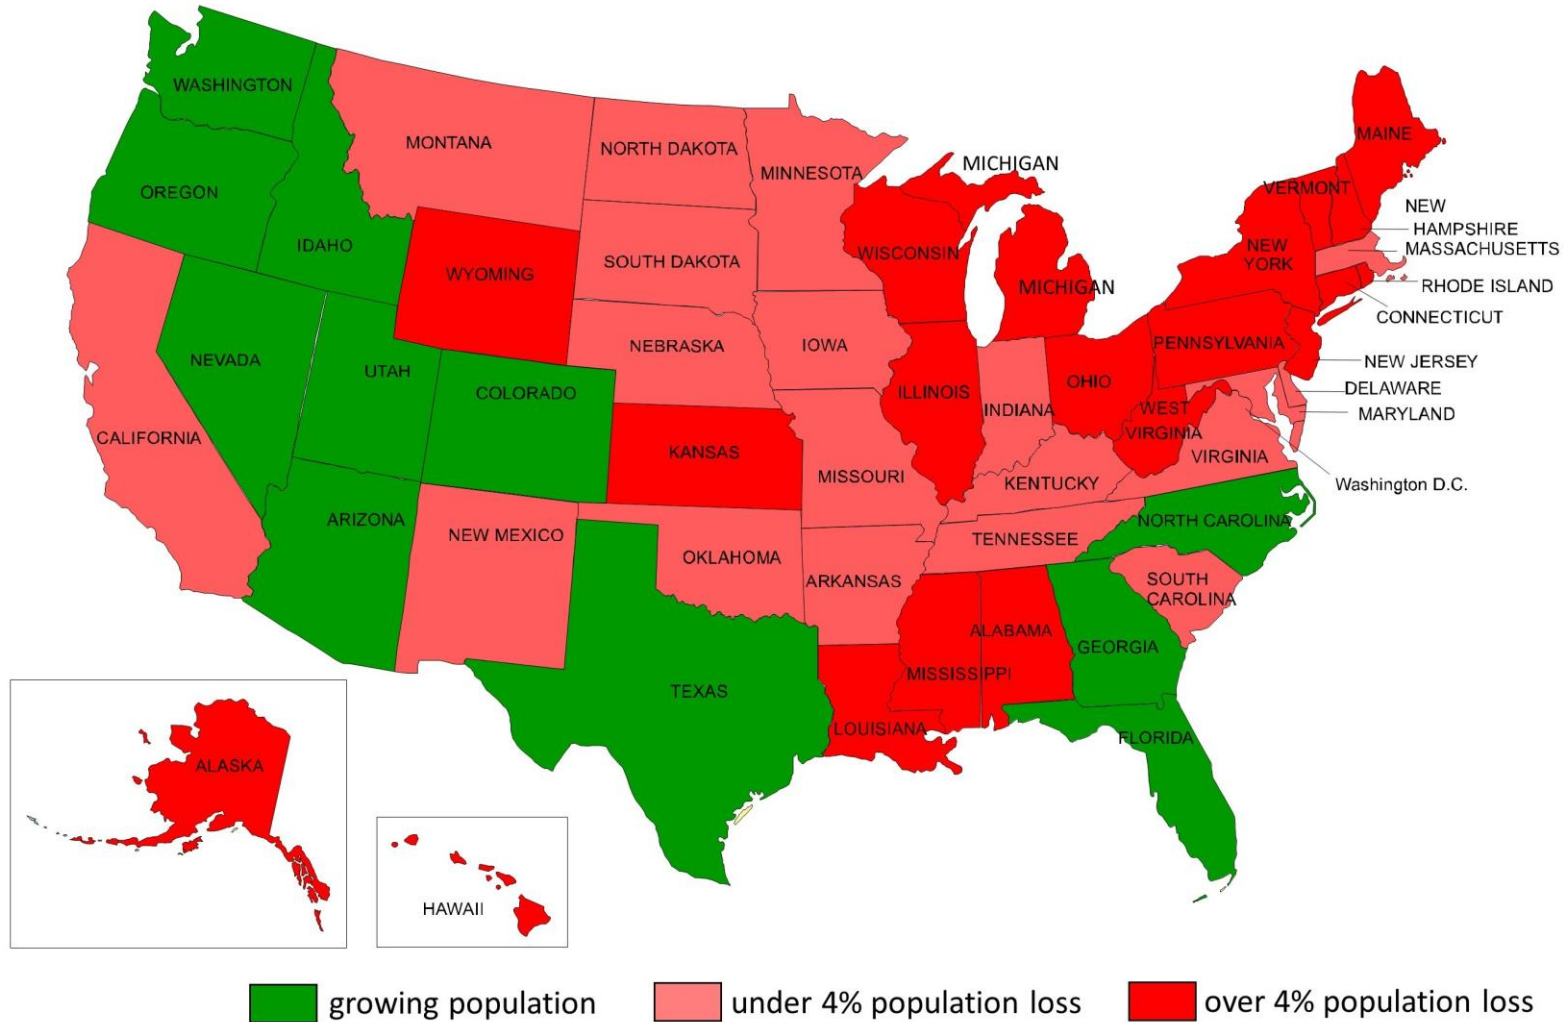 WASHINGTON
MONTANA
NORTH DAKOTA
MINNESOTA
MICHIGAN
MAINE
OREGON
VERMONT
NEW
HAMPSHIRE
IDAHO
WYOMING
SOUTH DAKOTA
WISCONSIN
MICHIGAN
NEW
YORK
MASSACHUSETTS
RHODE ISLAND
CONNECTICUT
NEVADA
UTAH
COLORADO
NEBRASKA
IOWA
ILLINOIS
INDIANA
OHIO
PENNSYLVANIA
NEW JERSEY
DELAWARE
MARYLAND
CALIFORNIA
KANSAS
MISSOURI
KENTUCKY
WEST
VIRGINIA
VIRGINIA
Washington D.C.
ARIZONA
NEW MEXICO
OKLAHOMA
ARKANSAS
TENNESSEE
NORTH CAROLINA
SOUTH
CAROLINA
TEXAS
LOUISIANA
MISSISSIPPI
ALABAMA
GEORGIA
FLORIDA
ALASKA
HAWAII
growing population
under 4% population loss
over 4% population loss